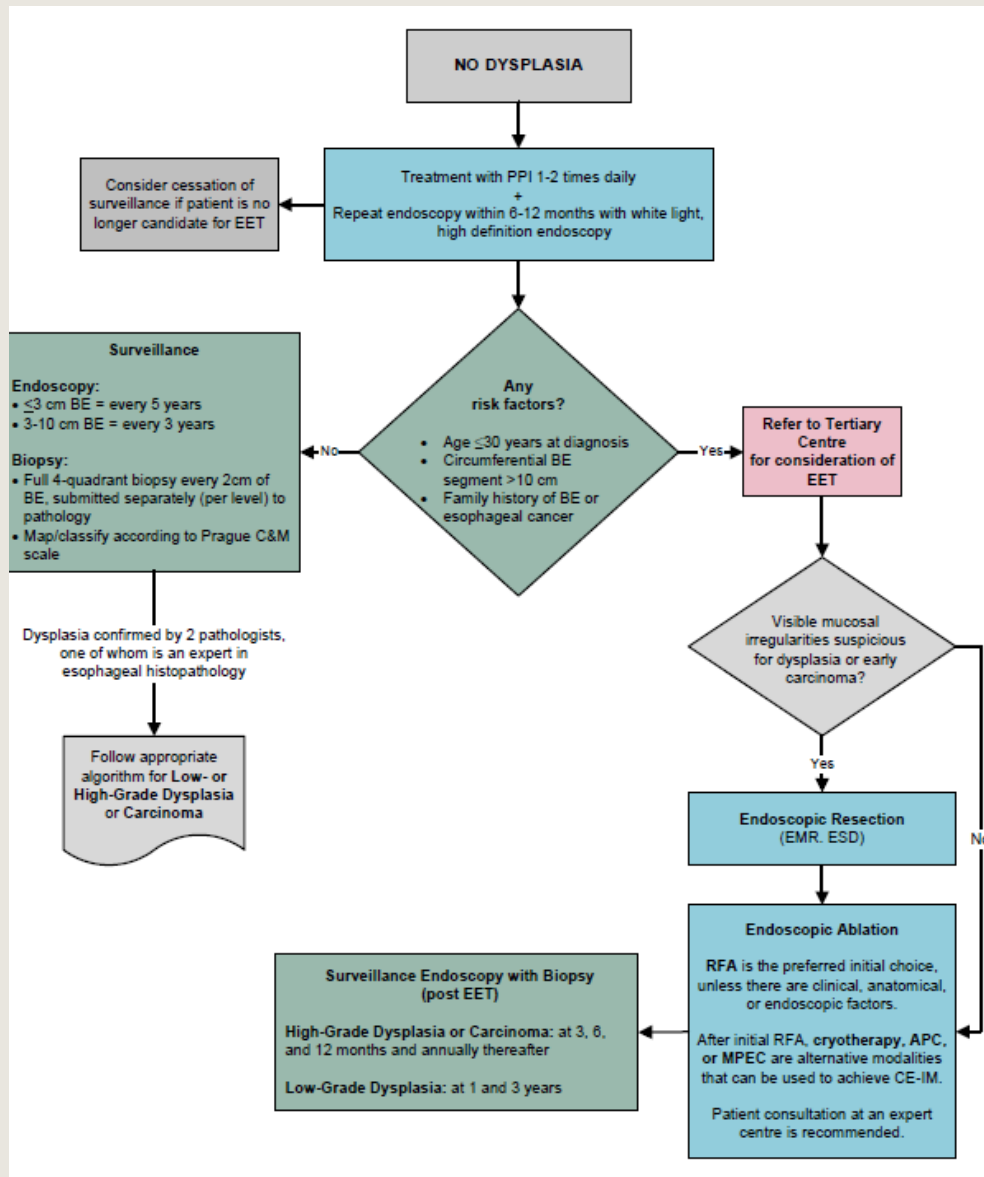 NO DYSPLASIA
Treatment with PPI 1-2 times daily
+
Repeat endoscopy within 6-12 months with white light,
high definition endoscopy
Consider cessation of
surveillance if patient is no
longer candidate for EET
Any
risk factors?
• Age ≤30 years at diagnosis
• Circumferential BE
segment >10 cm
• Family history of BE or
esophageal cancer
No
Surveillance
Endoscopy:
• ≤3 cm BE = every 5 years
• 3-10 cm BE = every 3 years
Biopsy:
• Full 4-quadrant biopsy every 2cm of
BE, submitted separately (per level) to
pathology
• Map/classify according to Prague C&M
scale
Dysplasia confirmed by 2 pathologists,
one of whom is an expert in
esophageal histopathology
Follow appropriate
algorithm for Low- or
High-Grade Dysplasia
or Carcinoma
Yes
Refer to Tertiary
Centre
for consideration of
EET
Visible mucosal
irregularities suspicious
for dysplasia or early
carcinoma?
Yes
No
Endoscopic Resection
(EMR. ESD)
Endoscopic Ablation
RFA is the preferred initial choice,
unless there are clinical, anatomical,
or endoscopic factors.
After initial RFA, cryotherapy, APC,
or MPEC are alternative modalities
that can be used to achieve CE-IM.
Patient consultation at an expert
centre is recommended.
Surveillance Endoscopy with Biopsy
(post EET)
High-Grade Dysplasia or Carcinoma: at 3, 6,
and 12 months and annually thereafter
Low-Grade Dysplasia: at 1 and 3 years